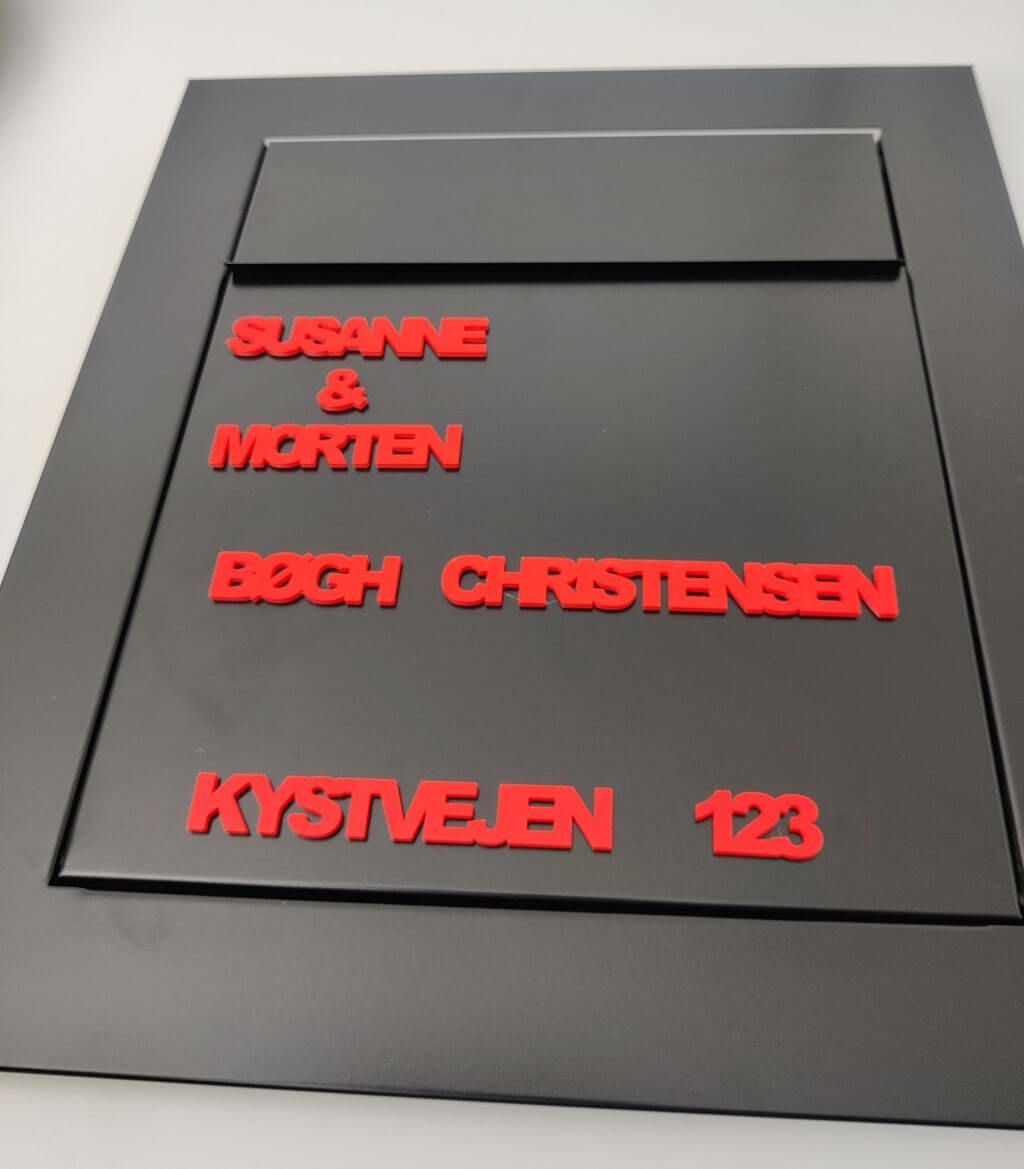 SUSANNE
&
MORTEN
BØGH CHRISTENSEN
KYSTVEJEN 123